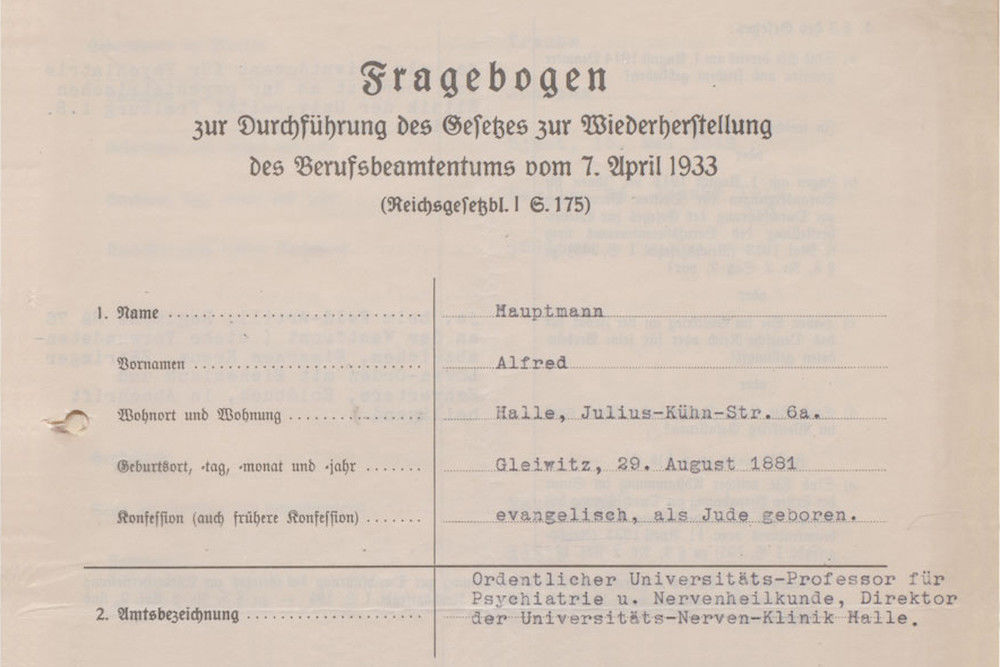 Fragebogen
zur Durchführung des Gesetzes zur Wiederherstellung
des Berufsbeamtentums vom 7. April 1933
(Reichsgesetzbl. I S. 175)
1. Name Hauptmann
Vornamen Alfred
Wohnort und Wohnung Halle, Julius-Kühn-Str. 6a.
Geburtsort, -tag, -monat und -jahr Gleiwitz, 29. August 1881
Konfession (auch frühere Konfession) evangelisch, als Jude geboren.
2. Amtsbezeichnung Ordentlicher Universitäts-Professor für
Psychiatrie u. Nervenheilkunde, Direktor
der Universitäts-Nerven-Klinik Halle.